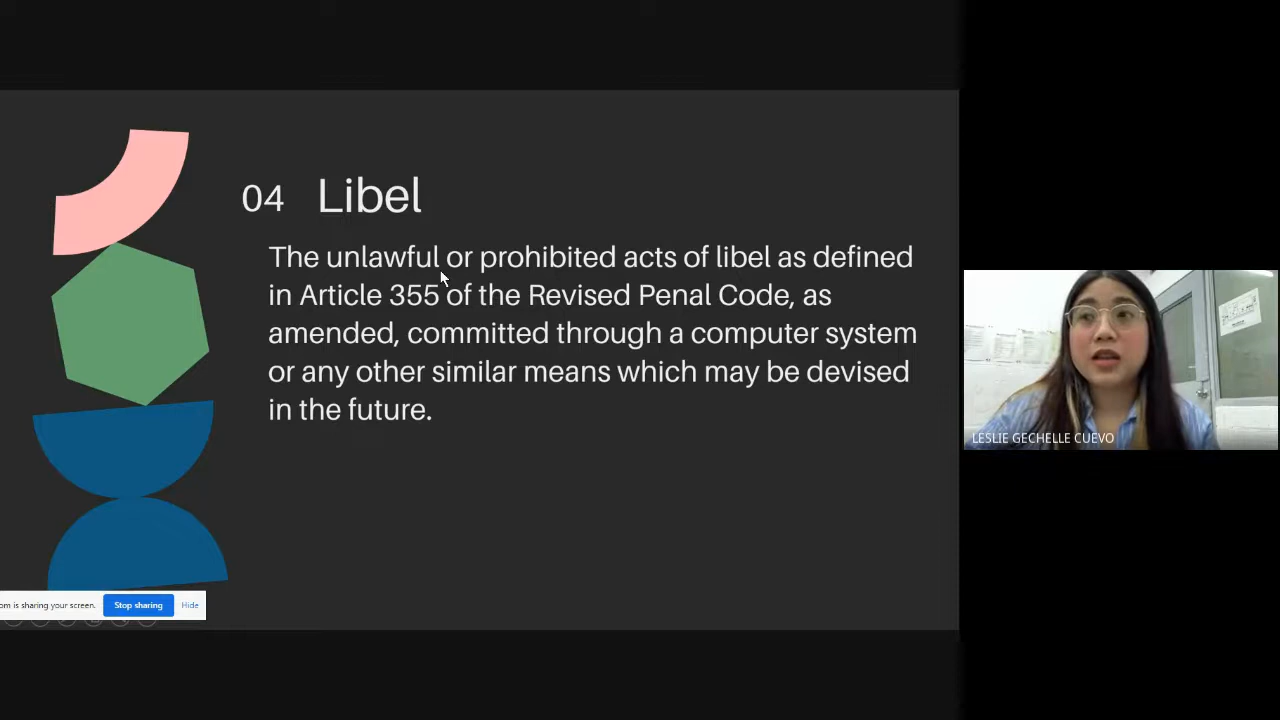 04 Libel
The unlawful or prohibited acts of libel as defined
in Article 355 of the Revised Penal Code, as
amended, committed through a computer system
or any other similar means which may be devised
in the future.
LESLIE GECHELLE CUEVO
om is sharing your screen. Stop sharing Hide